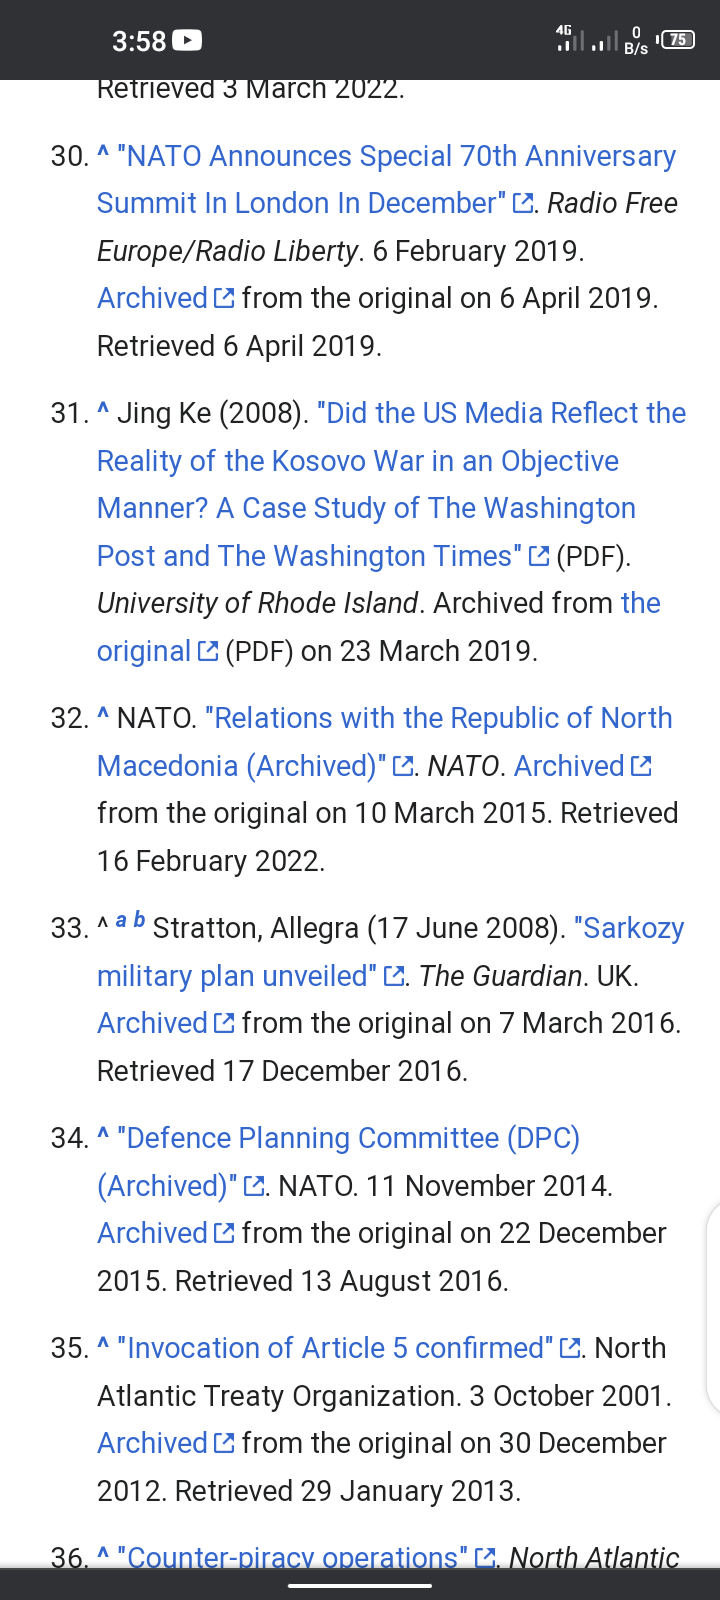 3:58
4G
0
B/s
75
Retrieved 3 March 2022.
30. ^ "NATO Announces Special 70th Anniversary
Summit In London In December". Radio Free
Europe/Radio Liberty. 6 February 2019.
Archived from the original on 6 April 2019.
Retrieved 6 April 2019.
31. ^ Jing Ke (2008). "Did the US Media Reflect the
Reality of the Kosovo War in an Objective
Manner? A Case Study of The Washington
Post and The Washington Times" (PDF).
University of Rhode Island. Archived from the
original (PDF) on 23 March 2019.
32. ^ NATO. "Relations with the Republic of North
Macedonia (Archived)". NATO. Archived
from the original on 10 March 2015. Retrieved
16 February 2022.
33. ^ a b Stratton, Allegra (17 June 2008). "Sarkozy
military plan unveiled". The Guardian. UK.
Archived from the original on 7 March 2016.
Retrieved 17 December 2016.
34. ^ "Defence Planning Committee (DPC)
(Archived)". NATO. 11 November 2014.
Archived from the original on 22 December
2015. Retrieved 13 August 2016.
35. ^ "Invocation of Article 5 confirmed". North
Atlantic Treaty Organization. 3 October 2001.
Archived from the original on 30 December
2012. Retrieved 29 January 2013.
36. ^ "Counter-piracy operations". North Atlantic